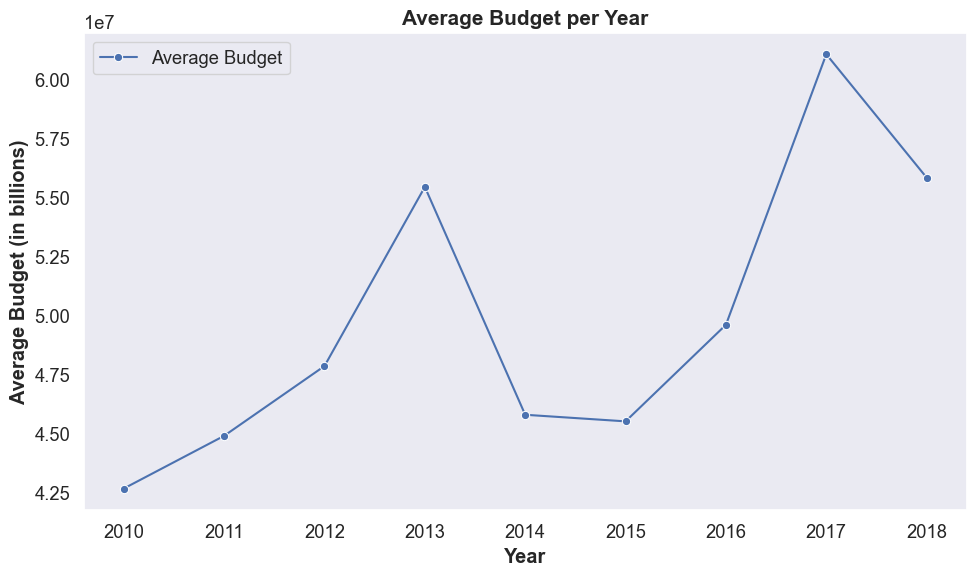 Average Budget per Year
1e7
Average Budget
6.00
5.75
5.50
5.25
5.00
4.75
4.50
4.25
Average Budget (in billions)
2010 2011 2012 2013 2014 2015 2016 2017 2018
Year